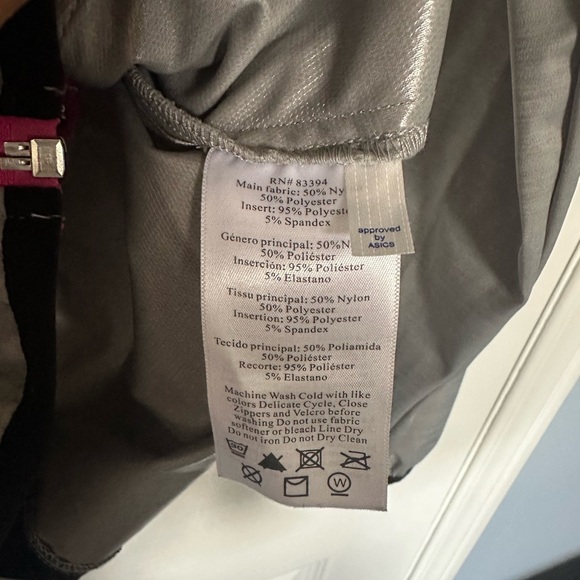 RN# 83394
Main fabric: 50% Ny
50% Polyester
Insert: 95% Polyest
5% Spandex
approved
by
ASICS
Género principal: 50%N
50% Poliéster
Inserción: 95% Poliéster
5% Elastano
Tissu principal: 50% Nylon
50% Polyester
Insertion: 95% Polyester
5% Spandex
Tecido principal: 50% Poliamida
50% Poliéster
Recorte: 95% Poliéster
5% Elastano
Machine Wash Cold with like
colors Delicate Cycle, Close
Zippers and Velcro before
washing Do not use fabric
softener or bleach Line Dry
Do not iron Do not Dry Clean
30
W